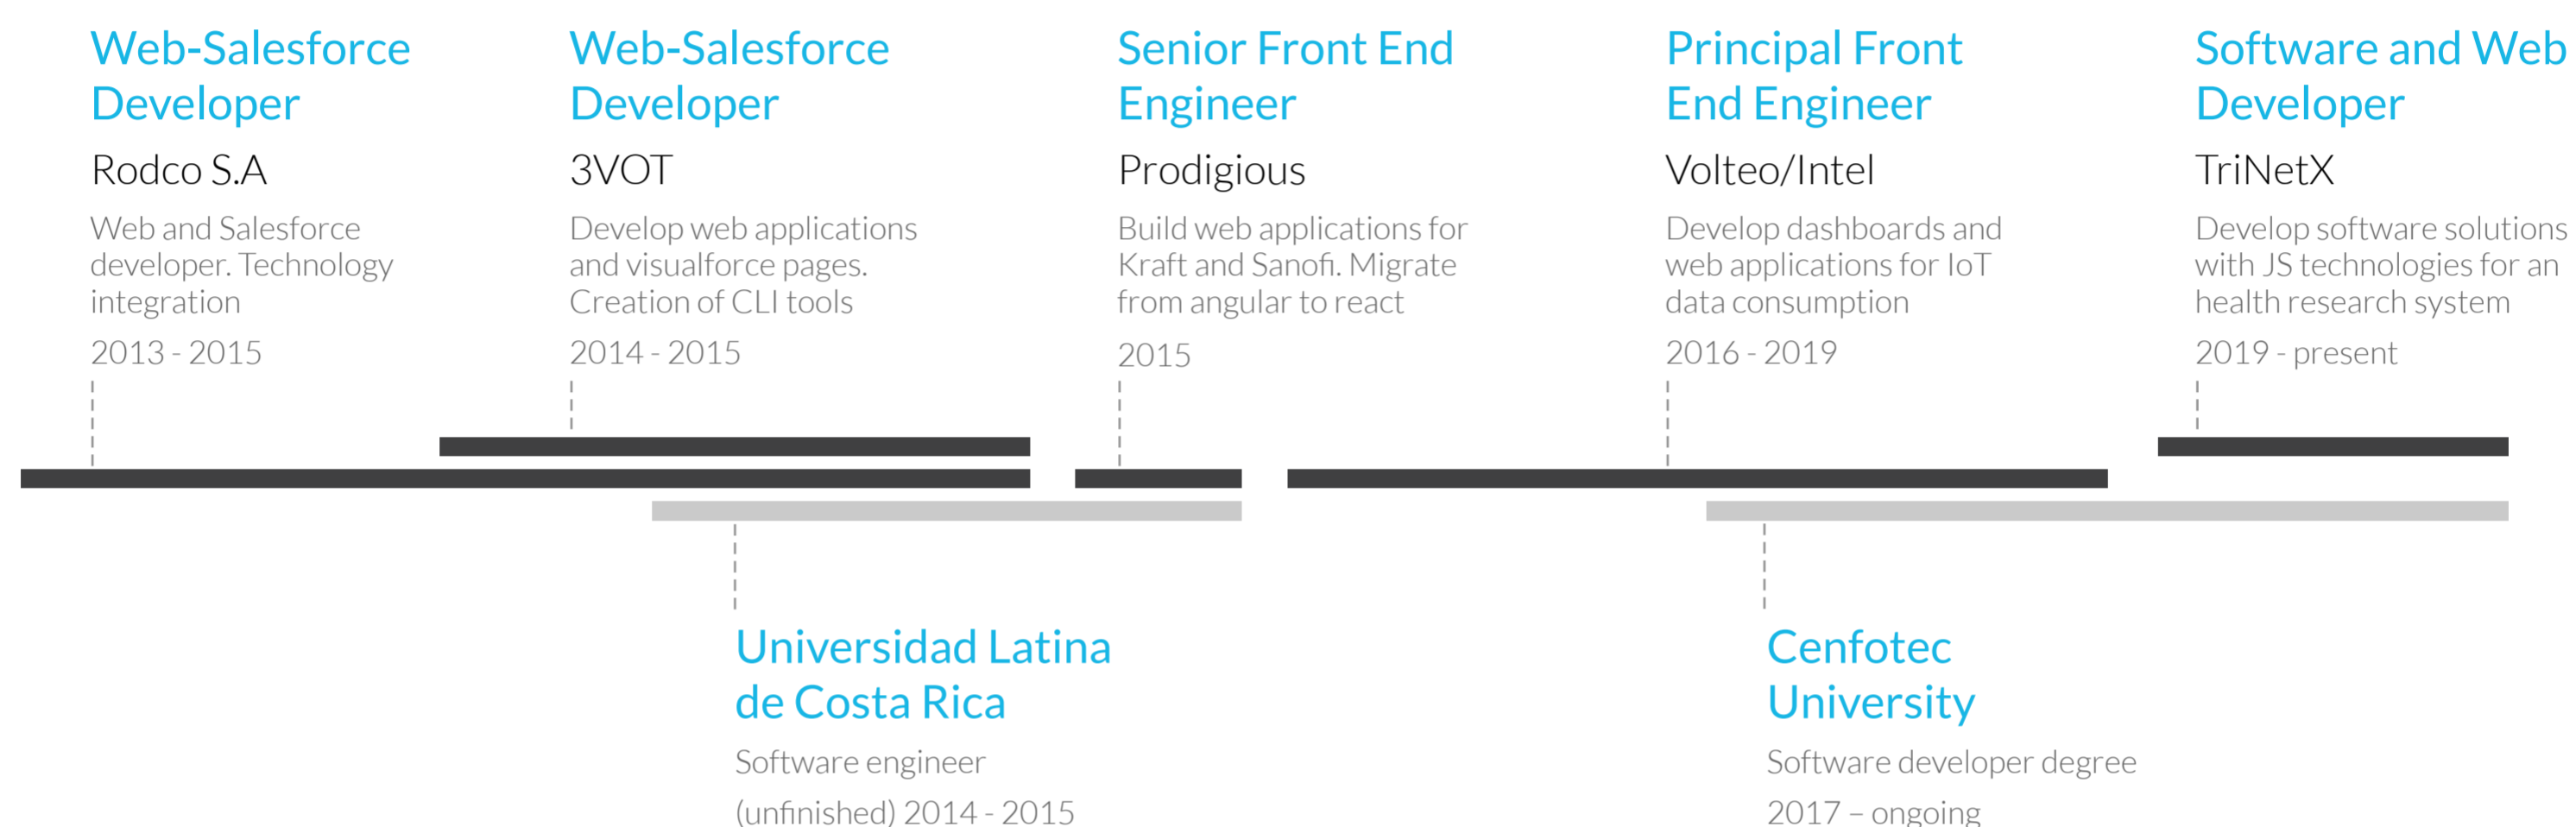 Web-Salesforce
Developer
Rodco S.A
Web and Salesforce
developer. Technology
integration
2013 - 2015
Web-Salesforce
Developer
3VOT
Develop web applications
and visualforce pages.
Creation of CLI tools
2014 - 2015
Senior Front End
Engineer
Prodigious
Build web applications for
Kraft and Sanofi. Migrate
from angular to react
2015
Principal Front
End Engineer
Volteo/Intel
Develop dashboards and
web applications for IoT
data consumption
2016 - 2019
Software and Web
Developer
TriNetX
Develop software solutions
with JS technologies for an
health research system
2019 - present
Universidad Latina
de Costa Rica
Software engineer
(unfinished) 2014 - 2015
Cenfotec
University
Software developer degree
2017 – ongoing